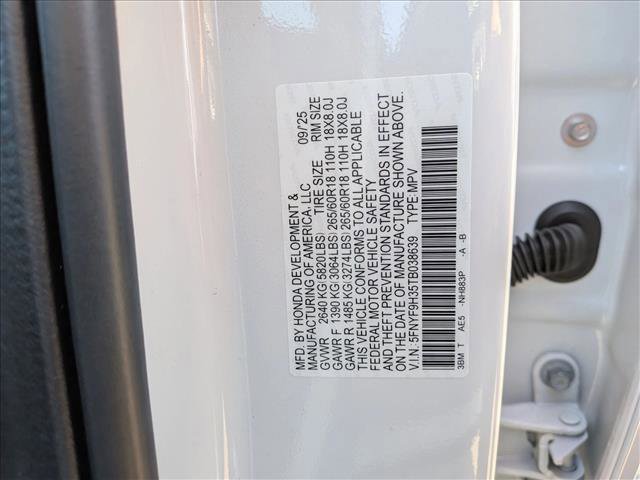 MFD. BY HONDA DEVELOPMENT & 09/25
MANUFACTURING OF AMERICA, LLC
GVWR 2640 KG(5820LBS) TIRE SIZE RIM SIZE
GAWR F 1390 KG(3064LBS) 265/60R18 110H 18X8.0J
GAWR R 1485 KG(3274LBS) 265/60R18 110H 18X8.0J
THIS VEHICLE CONFORMS TO ALL APPLICABLE
FEDERAL MOTOR VEHICLE SAFETY
AND THEFT PREVENTION STANDARDS IN EFFECT
ON THE DATE OF MANUFACTURE SHOWN ABOVE.
V.I.N.: 5FNYF9H35TB038639 TYPE: MPV
3BM T AE5 -NH883P -A -B